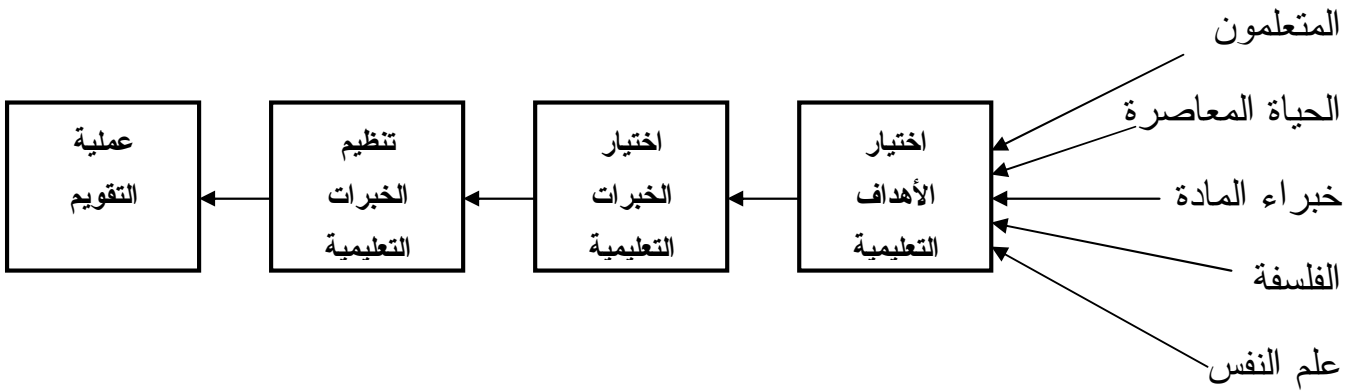 المتعلمون
الحياة المعاصرة
خبراء المادة
الفلسفة
علم النفس
اختيار
الأهداف
التعليمية
اختيار
الخبرات
التعليمية
تنظيم
الخبرات
التعليمية
عملية
التقويم